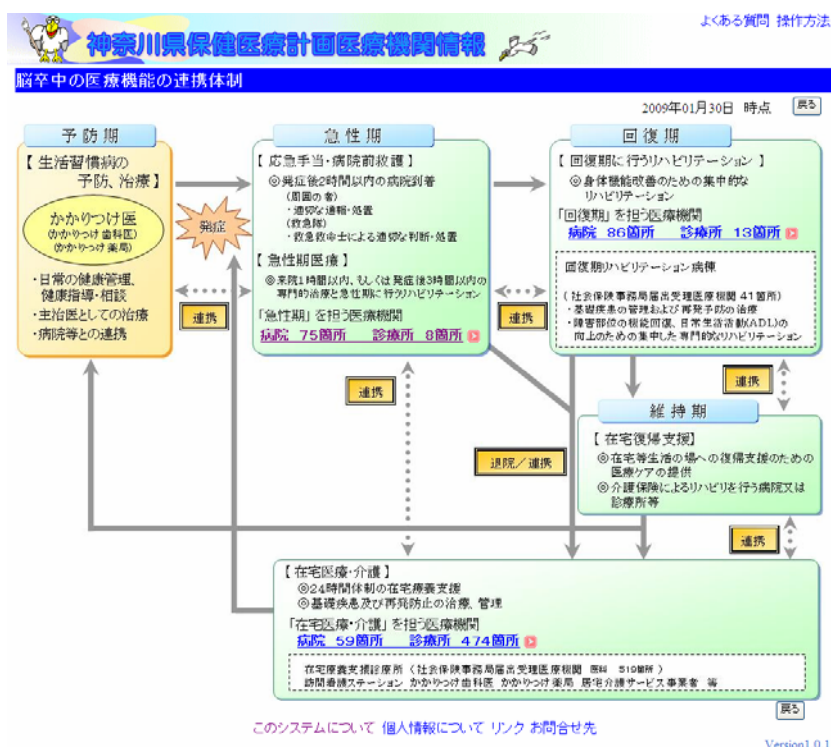 よくある質問 操作方法
神奈川県保健医療計画医療機関情報
脳卒中の医療機能の連携体制
2009年01月30日 時点 戻る
予防期
【 生活習慣病の
予防、治療】
かかりつけ医
(かかりつけ歯科医)
(かかりつけ薬局)
・日常の健康管理、
健康指導・相談
・主治医としての治療
・病院等との連携
発症
連携
急性期
【 応急手当・病院前救護 】
◎発症後2時間以内の病院到着
(周囲の者)
・適切な通報・処置
(救急隊)
・救急救命士による適切な判断・処置
【 急性期医療 】
◎来院1時間以内、もしくは発症後3時間以内の
専門的治療と急性期に行うリハビリテーション
「急性期」を担う医療機関
病院 75箇所 診療所 8箇所
連携
回復期
【 回復期に行うリハビリテーション 】
◎身体機能改善のための集中的な
リハビリテーション
「回復期」を担う医療機関
病院 86箇所 診療所 13箇所
回復期リハビリテーション病棟
(社会保険事務局届出受理医療機関 41箇所)
・基礎疾患の管理および再発予防の治療
・障害部位の機能回復、日常生活活動(ADL)の
向上のための集中した専門的なリハビリテーション
連携
連携
退院/連携
維持期
【 在宅復帰支援】
◎在宅等生活の場への復帰支援のための
医療ケアの提供
◎介護保険によるリハビリを行う病院又は
診療所等
連携
【 在宅医療・介護 】
◎24時間体制の在宅療養支援
◎基礎疾患及び再発防止の治療、管理
「在宅医療・介護」を担う医療機関
病院 59箇所 診療所 474箇所
在宅療養支援診療所 (社会保険事務局届出受理医療機関 医科 519箇所)
訪問看護ステーション かかりつけ歯科医 かかりつけ薬局 居宅介護サービス事業者 等
戻る
このシステムについて 個人情報について リンク お問合せ先
Version1.0.1